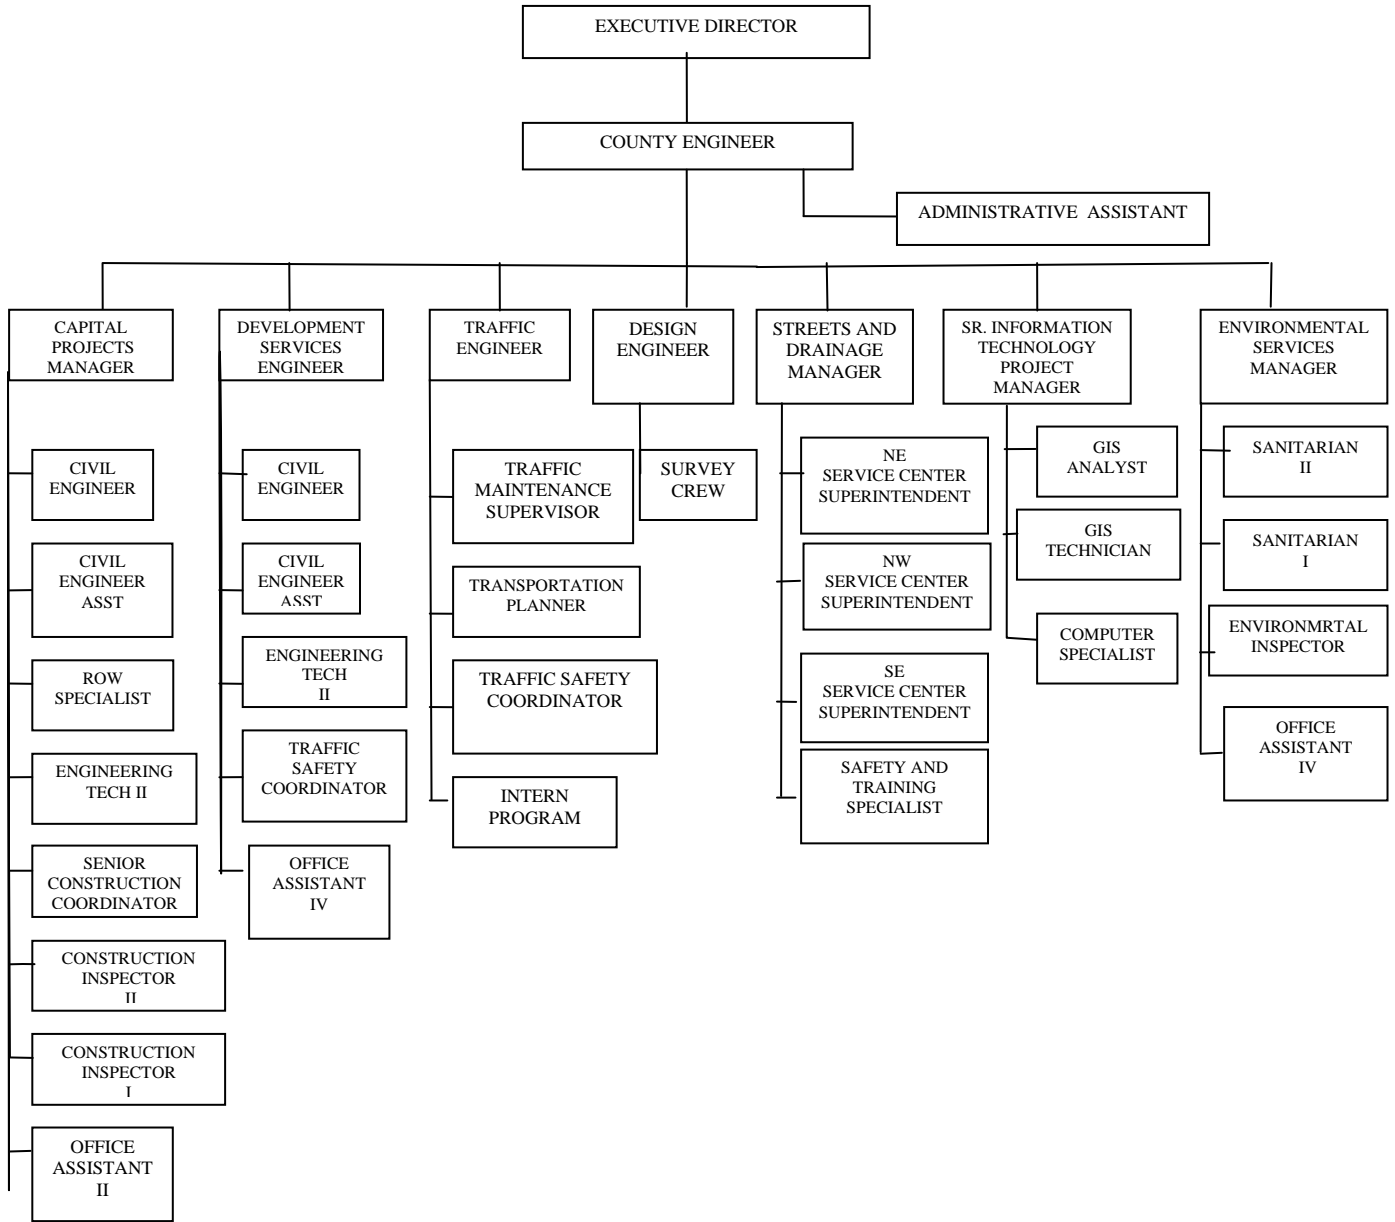 EXECUTIVE DIRECTOR
COUNTY ENGINEER
ADMINISTRATIVE ASSISTANT
CAPITAL
PROJECTS
MANAGER
DEVELOPMENT
SERVICES
ENGINEER
TRAFFIC
ENGINEER
DESIGN
ENGINEER
STREETS AND
DRAINAGE
MANAGER
SR. INFORMATION
TECHNOLOGY
PROJECT
MANAGER
ENVIRONMENTAL
SERVICES
MANAGER
CIVIL
ENGINEER
CIVIL
ENGINEER
ASST
ROW
SPECIALIST
ENGINEERING
TECH II
SENIOR
CONSTRUCTION
COORDINATOR
CONSTRUCTION
INSPECTOR
II
CONSTRUCTION
INSPECTOR
I
OFFICE
ASSISTANT
II
CIVIL
ENGINEER
CIVIL
ENGINEER
ASST
ENGINEERING
TECH
II
TRAFFIC
SAFETY
COORDINATOR
OFFICE
ASSISTANT
IV
TRAFFIC
MAINTENANCE
SUPERVISOR
TRANSPORTATION
PLANNER
TRAFFIC SAFETY
COORDINATOR
INTERN
PROGRAM
SURVEY
CREW
NE
SERVICE CENTER
SUPERINTENDENT
NW
SERVICE CENTER
SUPERINTENDENT
SE
SERVICE CENTER
SUPERINTENDENT
SAFETY AND
TRAINING
SPECIALIST
GIS
ANALYST
GIS
TECHNICIAN
COMPUTER
SPECIALIST
SANITARIAN
II
SANITARIAN
I
ENVIRONMRTAL
INSPECTOR
OFFICE
ASSISTANT
IV